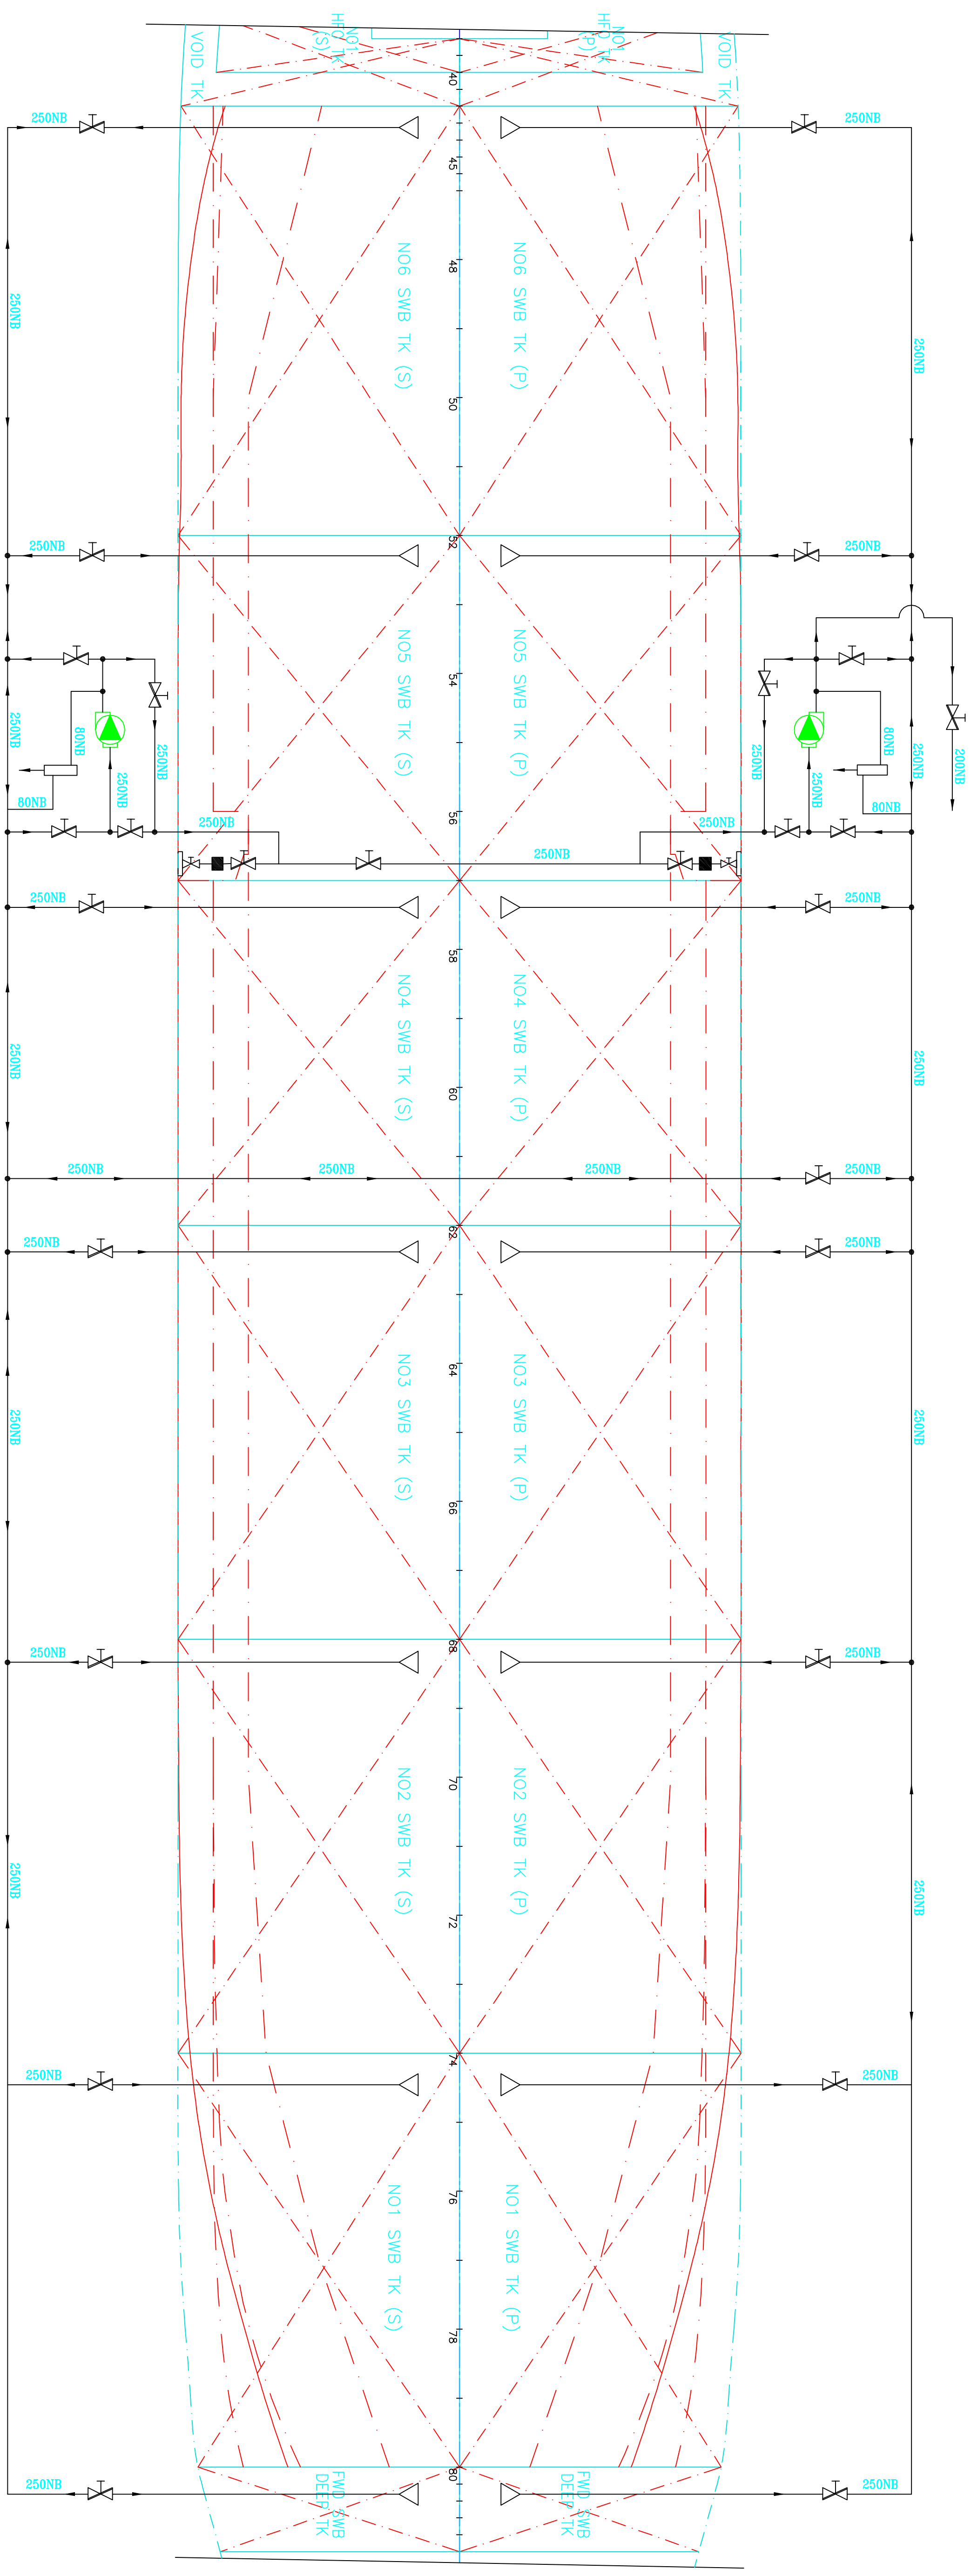 NO1
HFO TK
(S)
NO1
HFO TK
(P)
VOID TK
VOID TK
40
250NB
250NB
45
NO6 SWB TK (S)
48
NO6 SWB TK (P)
250NB
250NB
50
250NB
52
250NB
NO5 SWB TK (S)
54
NO5 SWB TK (P)
250NB
80NB
250NB
250NB
80NB
250NB
250NB
80NB
250NB
80NB
200NB
250NB
56
250NB
250NB
250NB
250NB
58
NO4 SWB TK (S)
NO4 SWB TK (P)
250NB
60
250NB
250NB
250NB
250NB
250NB
62
250NB
250NB
NO3 SWB TK (S)
64
NO3 SWB TK (P)
250NB
250NB
66
250NB
68
250NB
NO2 SWB TK (S)
70
NO2 SWB TK (P)
250NB
72
250NB
74
250NB
250NB
NO1 SWB TK (S)
76
NO1 SWB TK (P)
78
80
250NB
250NB
FWD SWB
DEEP TK
FWD SWB
DEEP TK